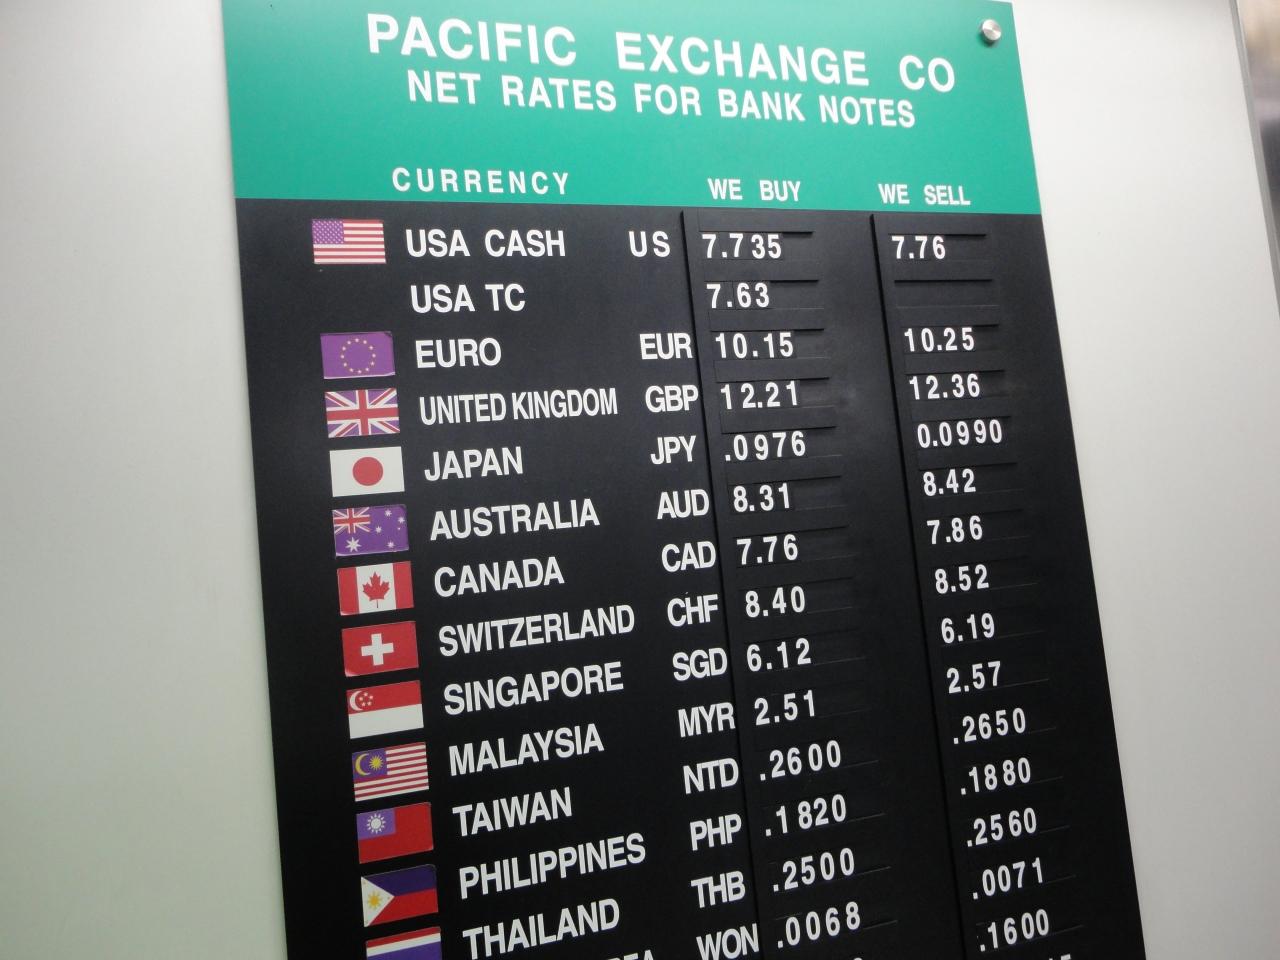 PACIFIC EXCHANGE CO
NET RATES FOR BANK NOTES
CURRENCY WE BUY WE SELL
USA CASH US 7.735 7.76
USA TC 7.63
EURO EUR 10.15 10.25
UNITED KINGDOM GBP 12.21 12.36
JAPAN JPY .0976 0.0990
AUSTRALIA AUD 8.31 8.42
CANADA CAD 7.76 7.86
SWITZERLAND CHF 8.40 8.52
SINGAPORE SGD 6.12 6.19
MALAYSIA MYR 2.51 2.57
TAIWAN NTD .2600 .2650
PHILIPPINES PHP .1820 .1880
THAILAND THB .2500 .2560
WON .0068 .0071
.1600